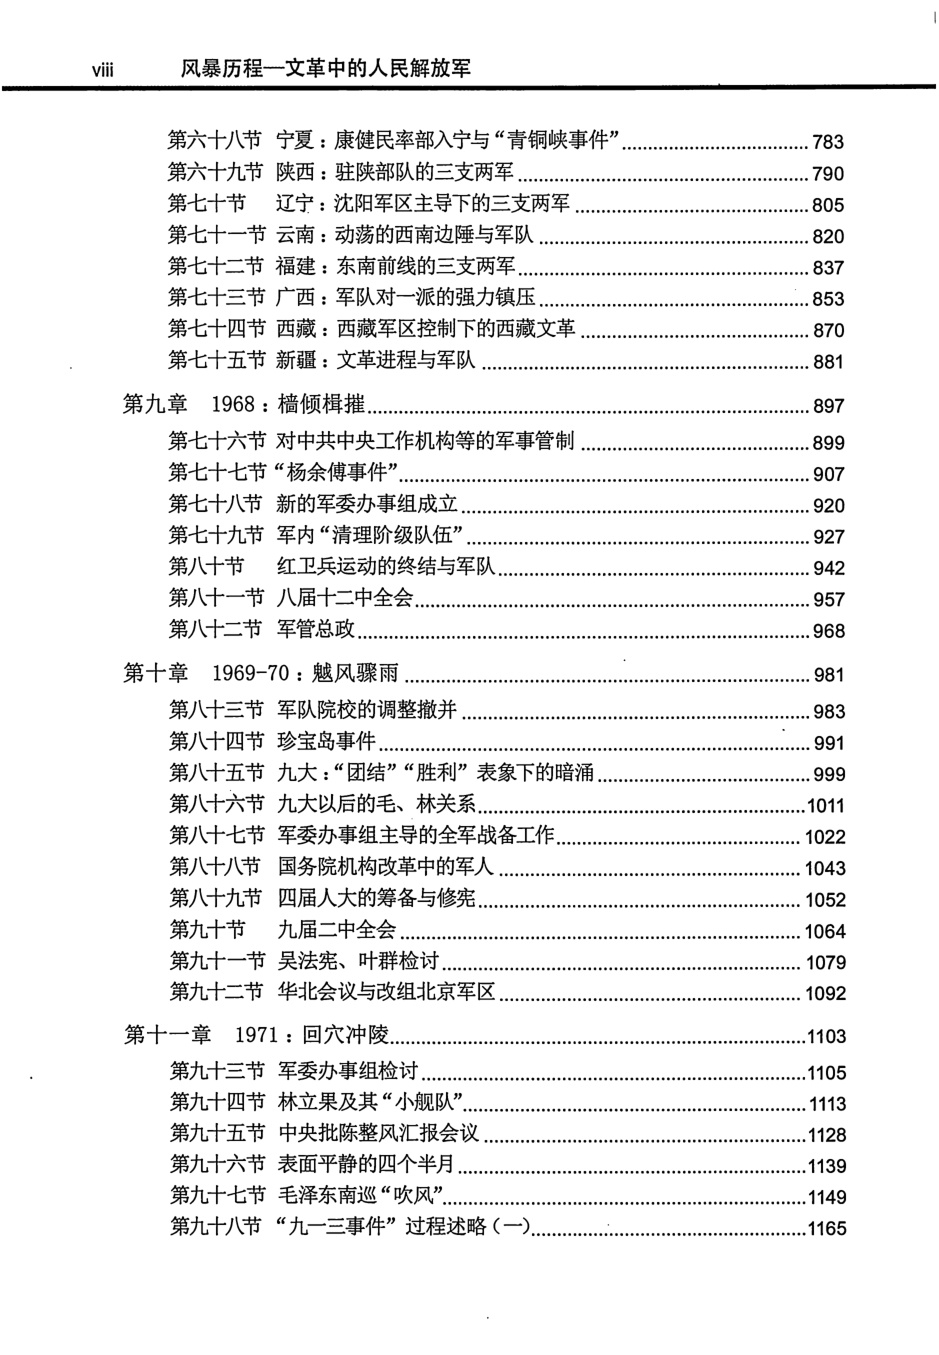 viii 风暴历程—文革中的人民解放军
第六十八节 宁夏：康健民率部入宁与“青铜峡事件”........783
第六十九节 陕西：驻陕部队的三支两军........790
第七十节 辽宁：沈阳军区主导下的三支两军........805
第七十一节 云南：动荡的西南边陲与军队........820
第七十二节 福建：东南前线的三支两军........837
第七十三节 广西：军队对一派的强力镇压........853
第七十四节 西藏：西藏军区控制下的西藏文革........870
第七十五节 新疆：文革进程与军队........881
第九章 1968：樯倾楫摧........897
第七十六节 对中共中央工作机构等的军事管制........899
第七十七节 “杨余傅事件”........907
第七十八节 新的军委办事组成立........920
第七十九节 军内“清理阶级队伍”........927
第八十节 红卫兵运动的终结与军队........942
第八十一节 八届十二中全会........957
第八十二节 军管总政........968
第十章 1969-70：魆风骤雨........981
第八十三节 军队院校的调整撤并........983
第八十四节 珍宝岛事件........991
第八十五节 九大：“团结”“胜利”表象下的暗涌........999
第八十六节 九大以后的毛、林关系........1011
第八十七节 军委办事组主导的全军战备工作........1022
第八十八节 国务院机构改革中的军人........1043
第八十九节 四届人大的筹备与修宪........1052
第九十节 九届二中全会........1064
第九十一节 吴法宪、叶群检讨........1079
第九十二节 华北会议与改组北京军区........1092
第十一章 1971：回穴冲陵........1103
第九十三节 军委办事组检讨........1105
第九十四节 林立果及其“小舰队”........1113
第九十五节 中央批陈整风汇报会议........1128
第九十六节 表面平静的四个半月........1139
第九十七节 毛泽东南巡“吹风”........1149
第九十八节 “九一三事件”过程述略（一）........1165